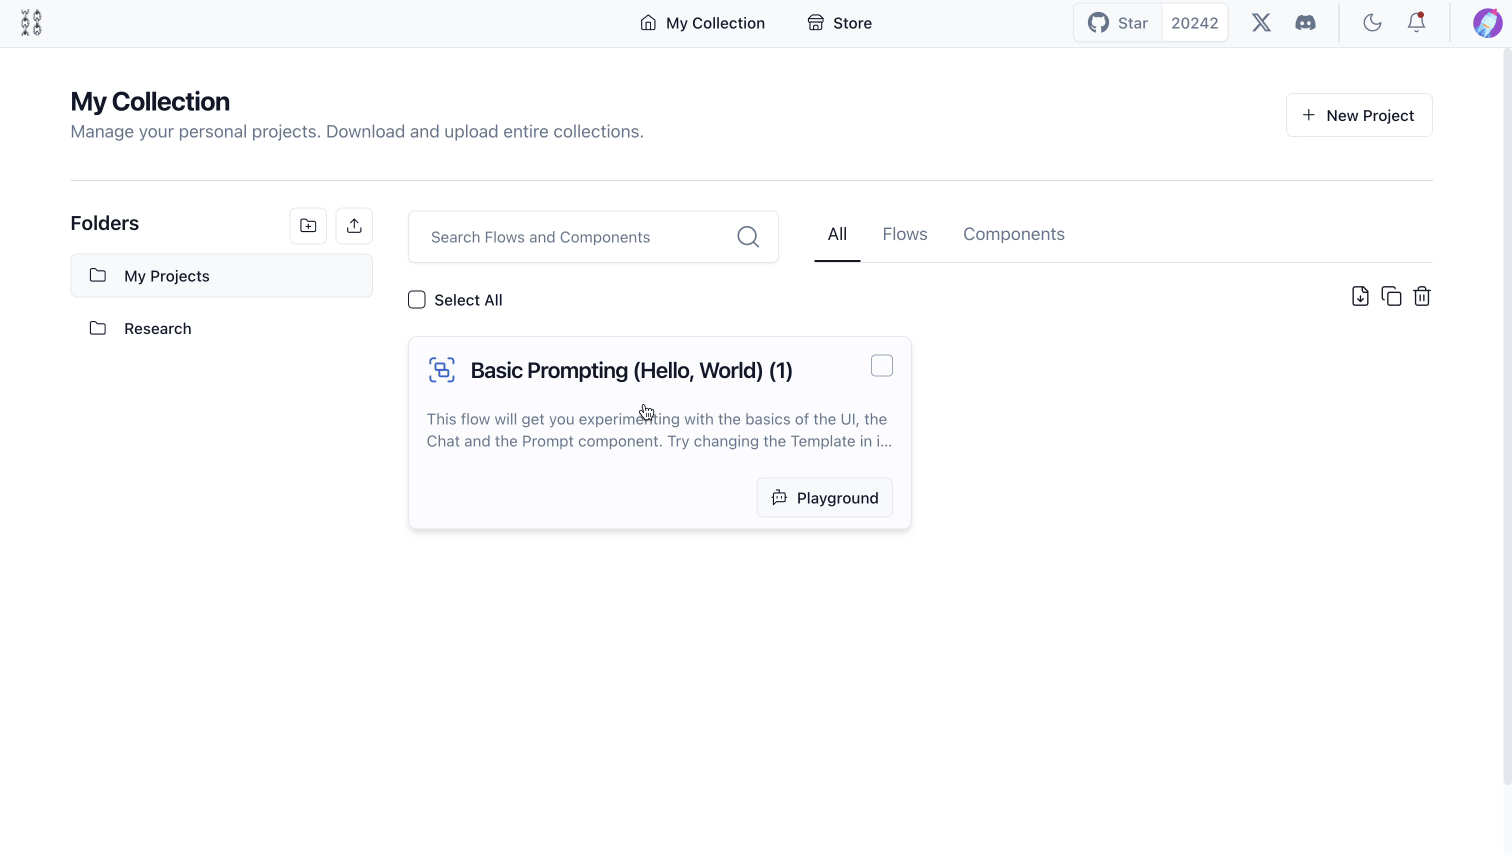 My Collection
Store
Star
20242
My Collection
Manage your personal projects. Download and upload entire collections.
New Project
Folders
My Projects
Research
Search Flows and Components
All
Flows
Components
Select All
Basic Prompting (Hello, World) (1)
This flow will get you experimenting with the basics of the UI, the
Chat and the Prompt component. Try changing the Template in i...
Playground